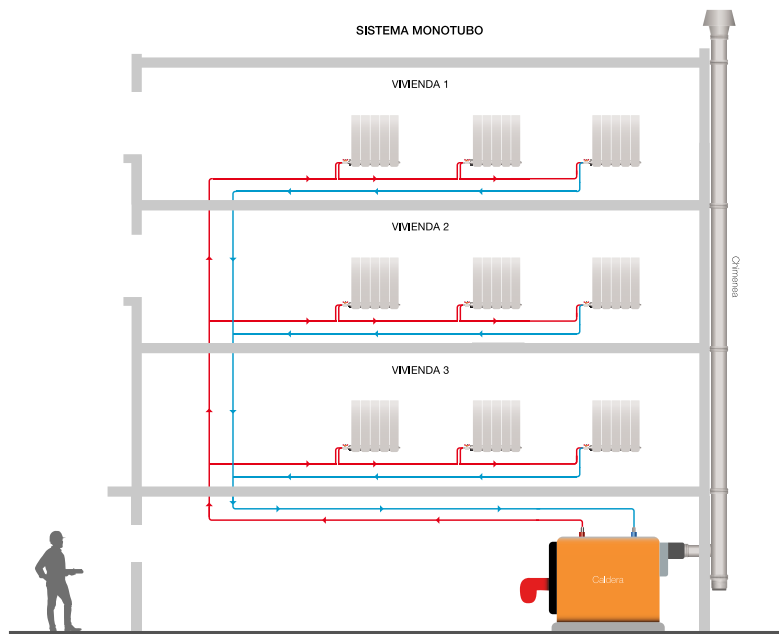 SISTEMA MONOTUBO
VIVIENDA 1
VIVIENDA 2
Chimenea
VIVIENDA 3
Caldera